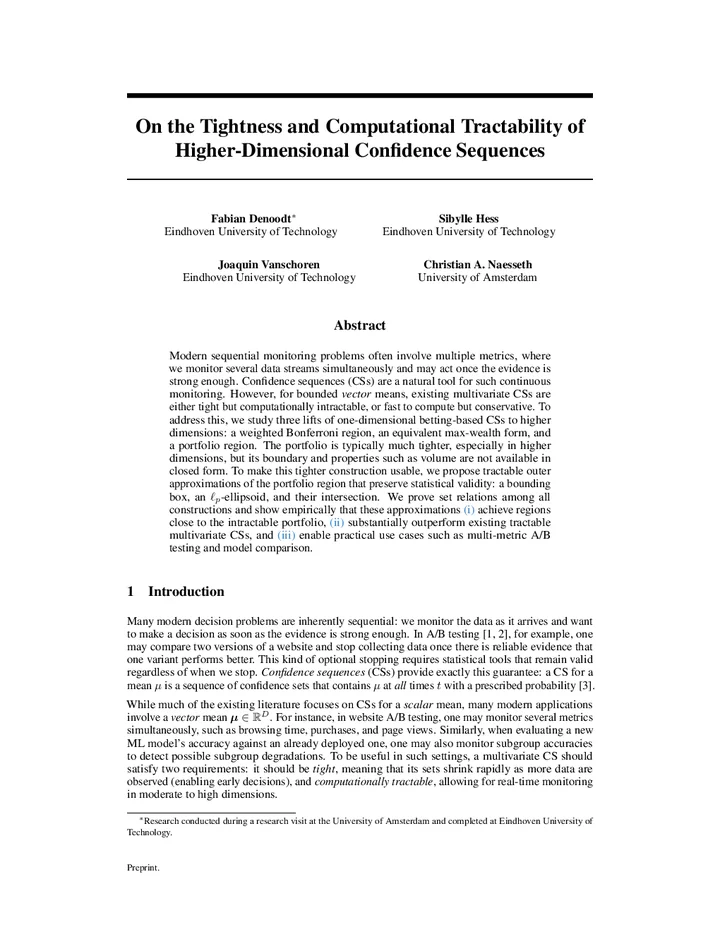 On the Tightness and Computational Tractability of
Higher-Dimensional Confidence Sequences
Fabian Denoodt*
Eindhoven University of Technology
Sibylle Hess
Eindhoven University of Technology
Joaquin Vanschoren
Eindhoven University of Technology
Christian A. Naesseth
University of Amsterdam
Abstract
Modern sequential monitoring problems often involve multiple metrics, where
we monitor several data streams simultaneously and may act once the evidence is
strong enough. Confidence sequences (CSs) are a natural tool for such continuous
monitoring. However, for bounded vector means, existing multivariate CSs are
either tight but computationally intractable, or fast to compute but conservative. To
address this, we study three lifts of one-dimensional betting-based CSs to higher
dimensions: a weighted Bonferroni region, an equivalent max-wealth form, and
a portfolio region. The portfolio is typically much tighter, especially in higher
dimensions, but its boundary and properties such as volume are not available in
closed form. To make this tighter construction usable, we propose tractable outer
approximations of the portfolio region that preserve statistical validity: a bounding
box, an ℓp-ellipsoid, and their intersection. We prove set relations among all
constructions and show empirically that these approximations (i) achieve regions
close to the intractable portfolio, (ii) substantially outperform existing tractable
multivariate CSs, and (iii) enable practical use cases such as multi-metric A/B
testing and model comparison.
1 Introduction
Many modern decision problems are inherently sequential: we monitor the data as it arrives and want
to make a decision as soon as the evidence is strong enough. In A/B testing [1, 2], for example, one
may compare two versions of a website and stop collecting data once there is reliable evidence that
one variant performs better. This kind of optional stopping requires statistical tools that remain valid
regardless of when we stop. Confidence sequences (CSs) provide exactly this guarantee: a CS for a
mean μ is a sequence of confidence sets that contains μ at all times t with a prescribed probability [3].
While much of the existing literature focuses on CSs for a scalar mean, many modern applications
involve a vector mean μ ∈ ℝᴰ. For instance, in website A/B testing, one may monitor several metrics
simultaneously, such as browsing time, purchases, and page views. Similarly, when evaluating a new
ML model's accuracy against an already deployed one, one may also monitor subgroup accuracies
to detect possible subgroup degradations. To be useful in such settings, a multivariate CS should
satisfy two requirements: it should be tight, meaning that its sets shrink rapidly as more data are
observed (enabling early decisions), and computationally tractable, allowing for real-time monitoring
in moderate to high dimensions.
*Research conducted during a research visit at the University of Amsterdam and completed at Eindhoven University of
Technology.
Preprint.